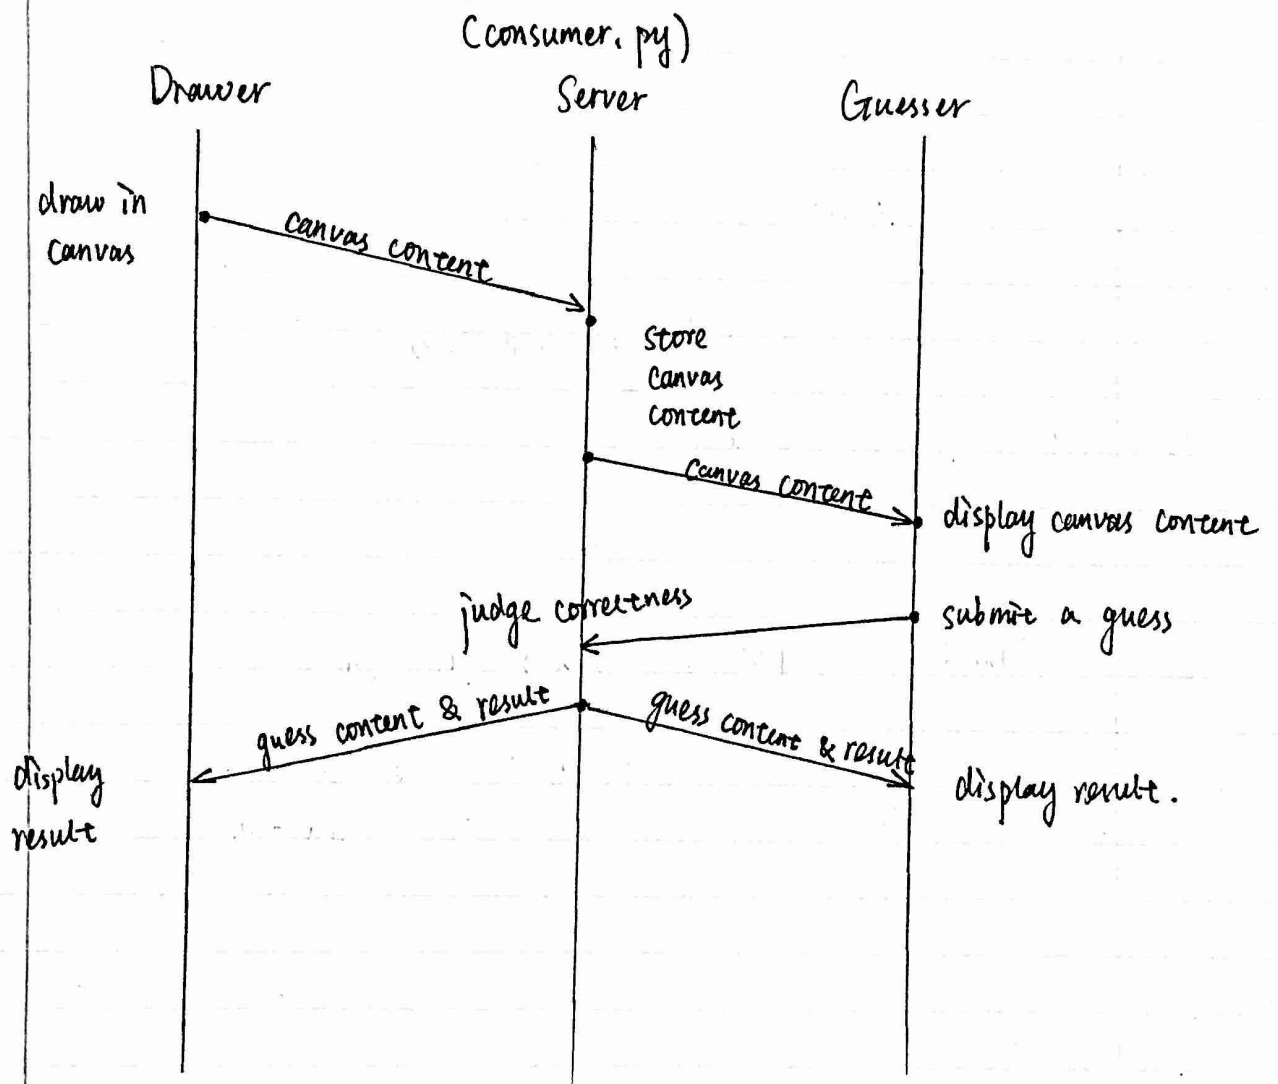 (consumer.py)
Drawer
Server
Guesser
draw in
canvas
canvas content
store
canvas
content
canvas content
display canvas content
judge correctness
submit a guess
guess content & result
guess content & result
display
result
display result.